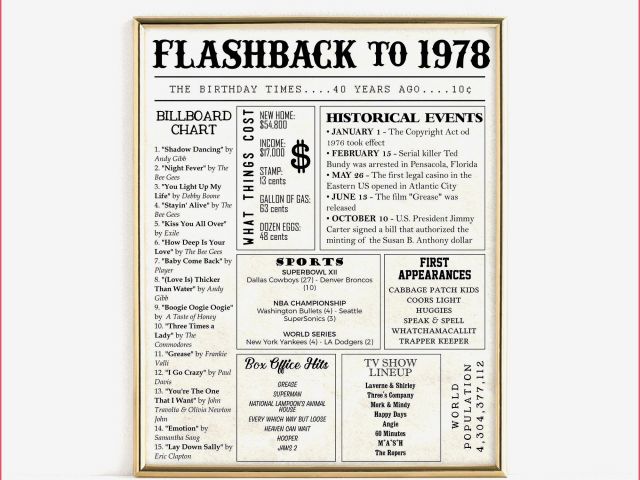 FLASHBACK TO 1978
THE BIRTHDAY TIMES....40 YEARS AGO....10¢
BILLBOARD
CHART
1. "Shadow Dancing" by
Andy Gibb
2. "Night Fever" by The
Bee Gees
3. "You Light Up My
Life" by Debby Boone
4. "Stayin' Alive" by The
Bee Gees
5. "Kiss You All Over"
by Exile
6. "How Deep Is Your
Love" by The Bee Gees
7. "Baby Come Back" by
Player
8. "(Love Is) Thicker
Than Water" by Andy
Gibb
9. "Boogie Oogie Oogie"
by A Taste of Honey
10. "Three Times a
Lady" by The
Commodores
11. "Grease" by Frankie
Valli
12. "I Go Crazy" by Paul
Davis
13. "You're The One
That I Want" by John
Travolta & Olivia Newton
John
14. "Emotion" by
Samantha Sang
15. "Lay Down Sally" by
Eric Clapton
WHAT THINGS COST
NEW HOME:
$54,800
INCOME:
$17,000
STAMP:
13 cents
GALLON OF GAS:
63 cents
DOZEN EGGS:
48 cents
$
HISTORICAL EVENTS
• JANUARY 1 - The Copyright Act od
1976 took effect
• FEBRUARY 15 - Serial killer Ted
Bundy was arrested in Pensacola, Florida
• MAY 26 - The first legal casino in the
Eastern US opened in Atlantic City
• JUNE 13 - The film "Grease" was
released
• OCTOBER 10 - U.S. President Jimmy
Carter signed a bill that authorized the
minting of the Susan B. Anthony dollar
SPORTS
SUPERBOWL XII
Dallas Cowboys (27) - Denver Broncos
(10)
NBA CHAMPIONSHIP
Washington Bullets (4) - Seattle
SuperSonics (3)
WORLD SERIES
New York Yankees (4) - LA Dodgers (2)
FIRST
APPEARANCES
CABBAGE PATCH KIDS
COORS LIGHT
HUGGIES
SPEAK & SPELL
WHATCHAMACALLIT
TRAPPER KEEPER
Box Office Hits
GREASE
SUPERMAN
NATIONAL LAMPOON'S ANIMAL
HOUSE
EVERY WHICH WAY BUT LOOSE
HEAVEN CAN WAIT
HOOPER
JAWS 2
TV SHOW
LINEUP
Laverne & Shirley
Three's Company
Mork & Mindy
Happy Days
Angie
60 Minutes
M*A*S*H
The Ropers
WORLD
POPULATION
4,304,377,112